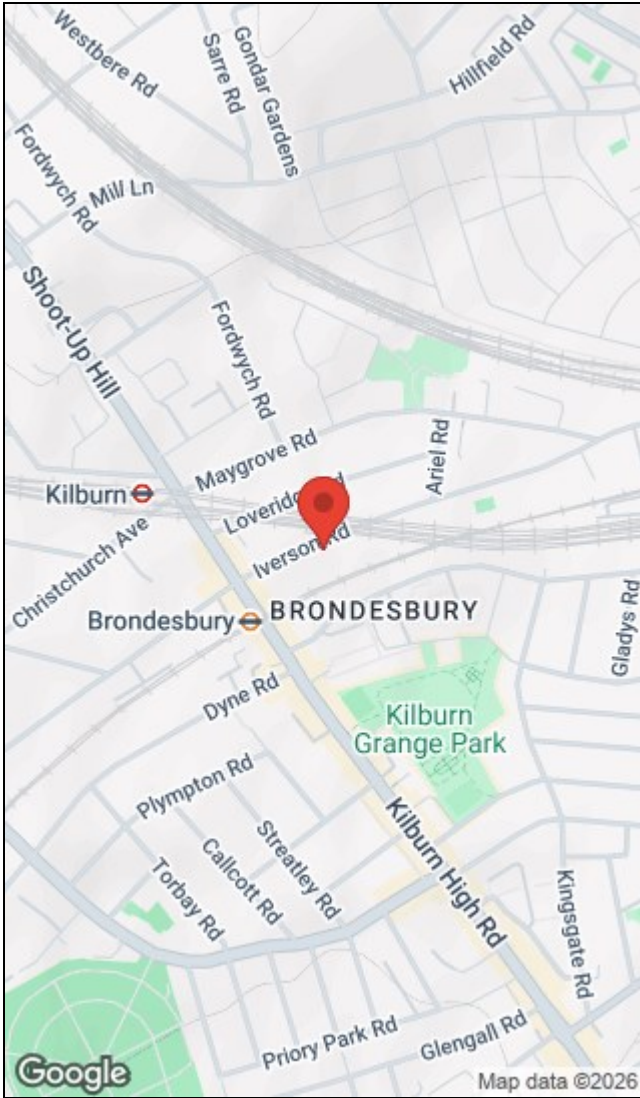 Westbere Rd
Sarre Rd
Gondar Gardens
Hillfield Rd
Fordwych Rd
Mill Ln
Shoot-Up Hill
Fordwych Rd
Maygrove Rd
Ariel Rd
Kilburn
Iverson Rd
Christchurch Ave
Brondesbury
BRONDESBURY
Gladys Rd
Dyne Rd
Kilburn
Grange Park
Plympton Rd
Streatley Rd
Callcott Rd
Torbay Rd
Kilburn High Rd
Kingsgate Rd
Priory Park Rd
Glengall Rd
Google
Map data ©2026